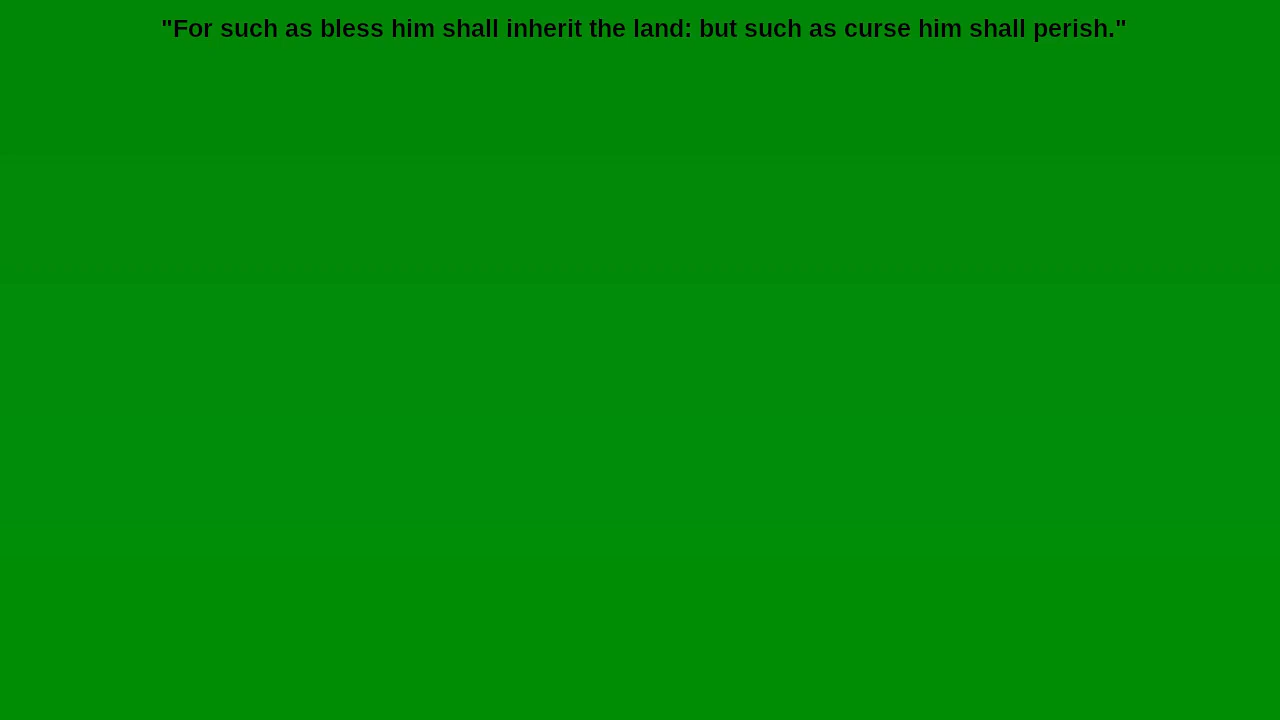 "For such as bless him shall inherit the land: but such as curse him shall perish."